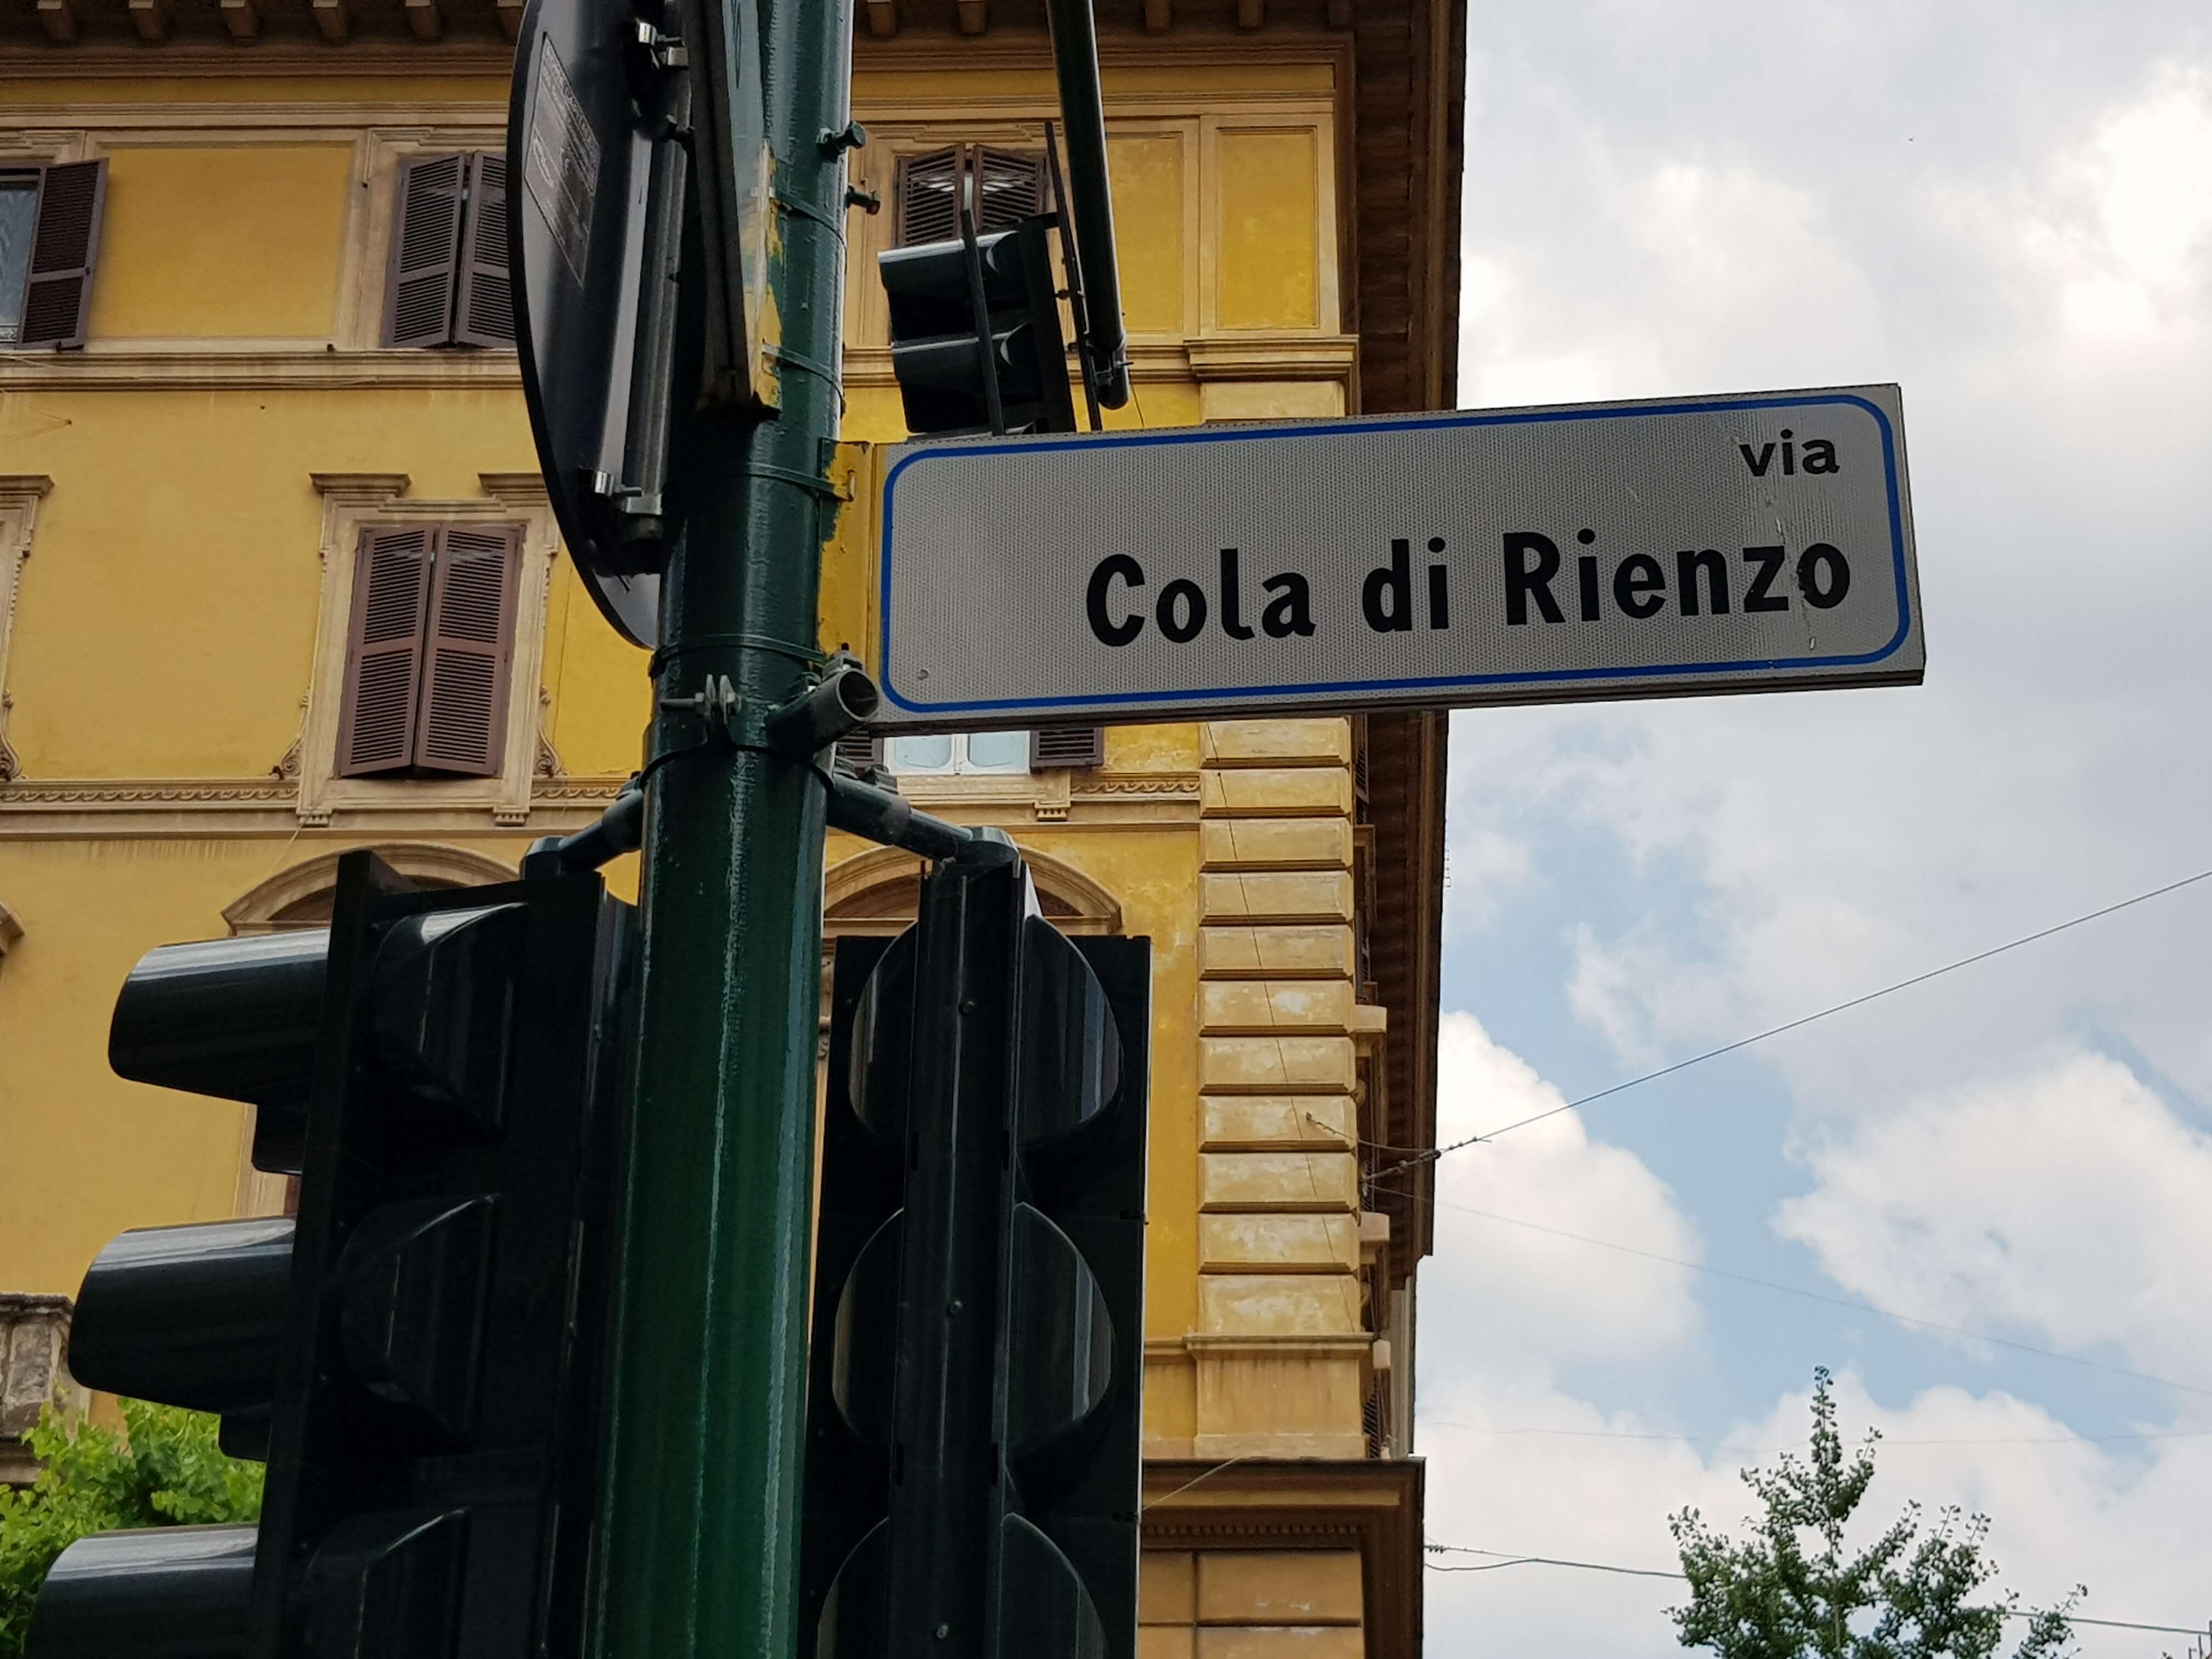 via
Cola di Rienzo